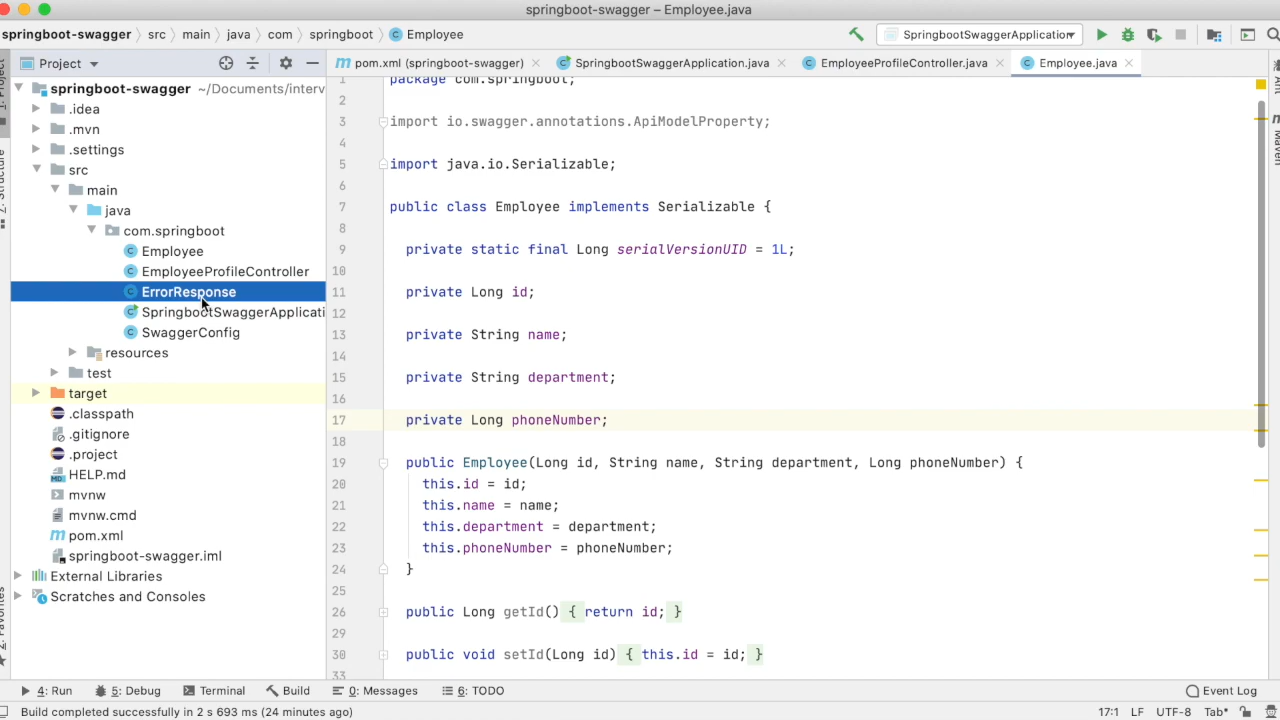 springboot-swagger – Employee.java
springboot-swagger src main java com springboot Employee SpringbootSwaggerApplication
Project
pom.xml (springboot-swagger)
SpringbootSwaggerApplication.java
EmployeeProfileController.java
Employee.java
springboot-swagger ~/Documents/interv
.idea
.mvn
.settings
src
main
java
com.springboot
Employee
EmployeeProfileController
ErrorResponse
SpringbootSwaggerApplicati
SwaggerConfig
resources
test
target
.classpath
.gitignore
.project
HELP.md
mvnw
mvnw.cmd
pom.xml
springboot-swagger.iml
External Libraries
Scratches and Consoles
1 package com.springboot;
2
3 import io.swagger.annotations.ApiModelProperty;
4
5 import java.io.Serializable;
6
7 public class Employee implements Serializable {
8
9 private static final Long serialVersionUID = 1L;
10
11 private Long id;
12
13 private String name;
14
15 private String department;
16
17 private Long phoneNumber;
18
19 public Employee(Long id, String name, String department, Long phoneNumber) {
20 this.id = id;
21 this.name = name;
22 this.department = department;
23 this.phoneNumber = phoneNumber;
24 }
25
26 public Long getId() { return id; }
29
30 public void setId(Long id) { this.id = id; }
33
1: Project
Z: Structure
2: Favorites
Ant
Maven
4: Run 5: Debug Terminal Build 0: Messages 6: TODO Event Log
Build completed successfully in 2 s 693 ms (24 minutes ago) 17:1 LF UTF-8 Tab*